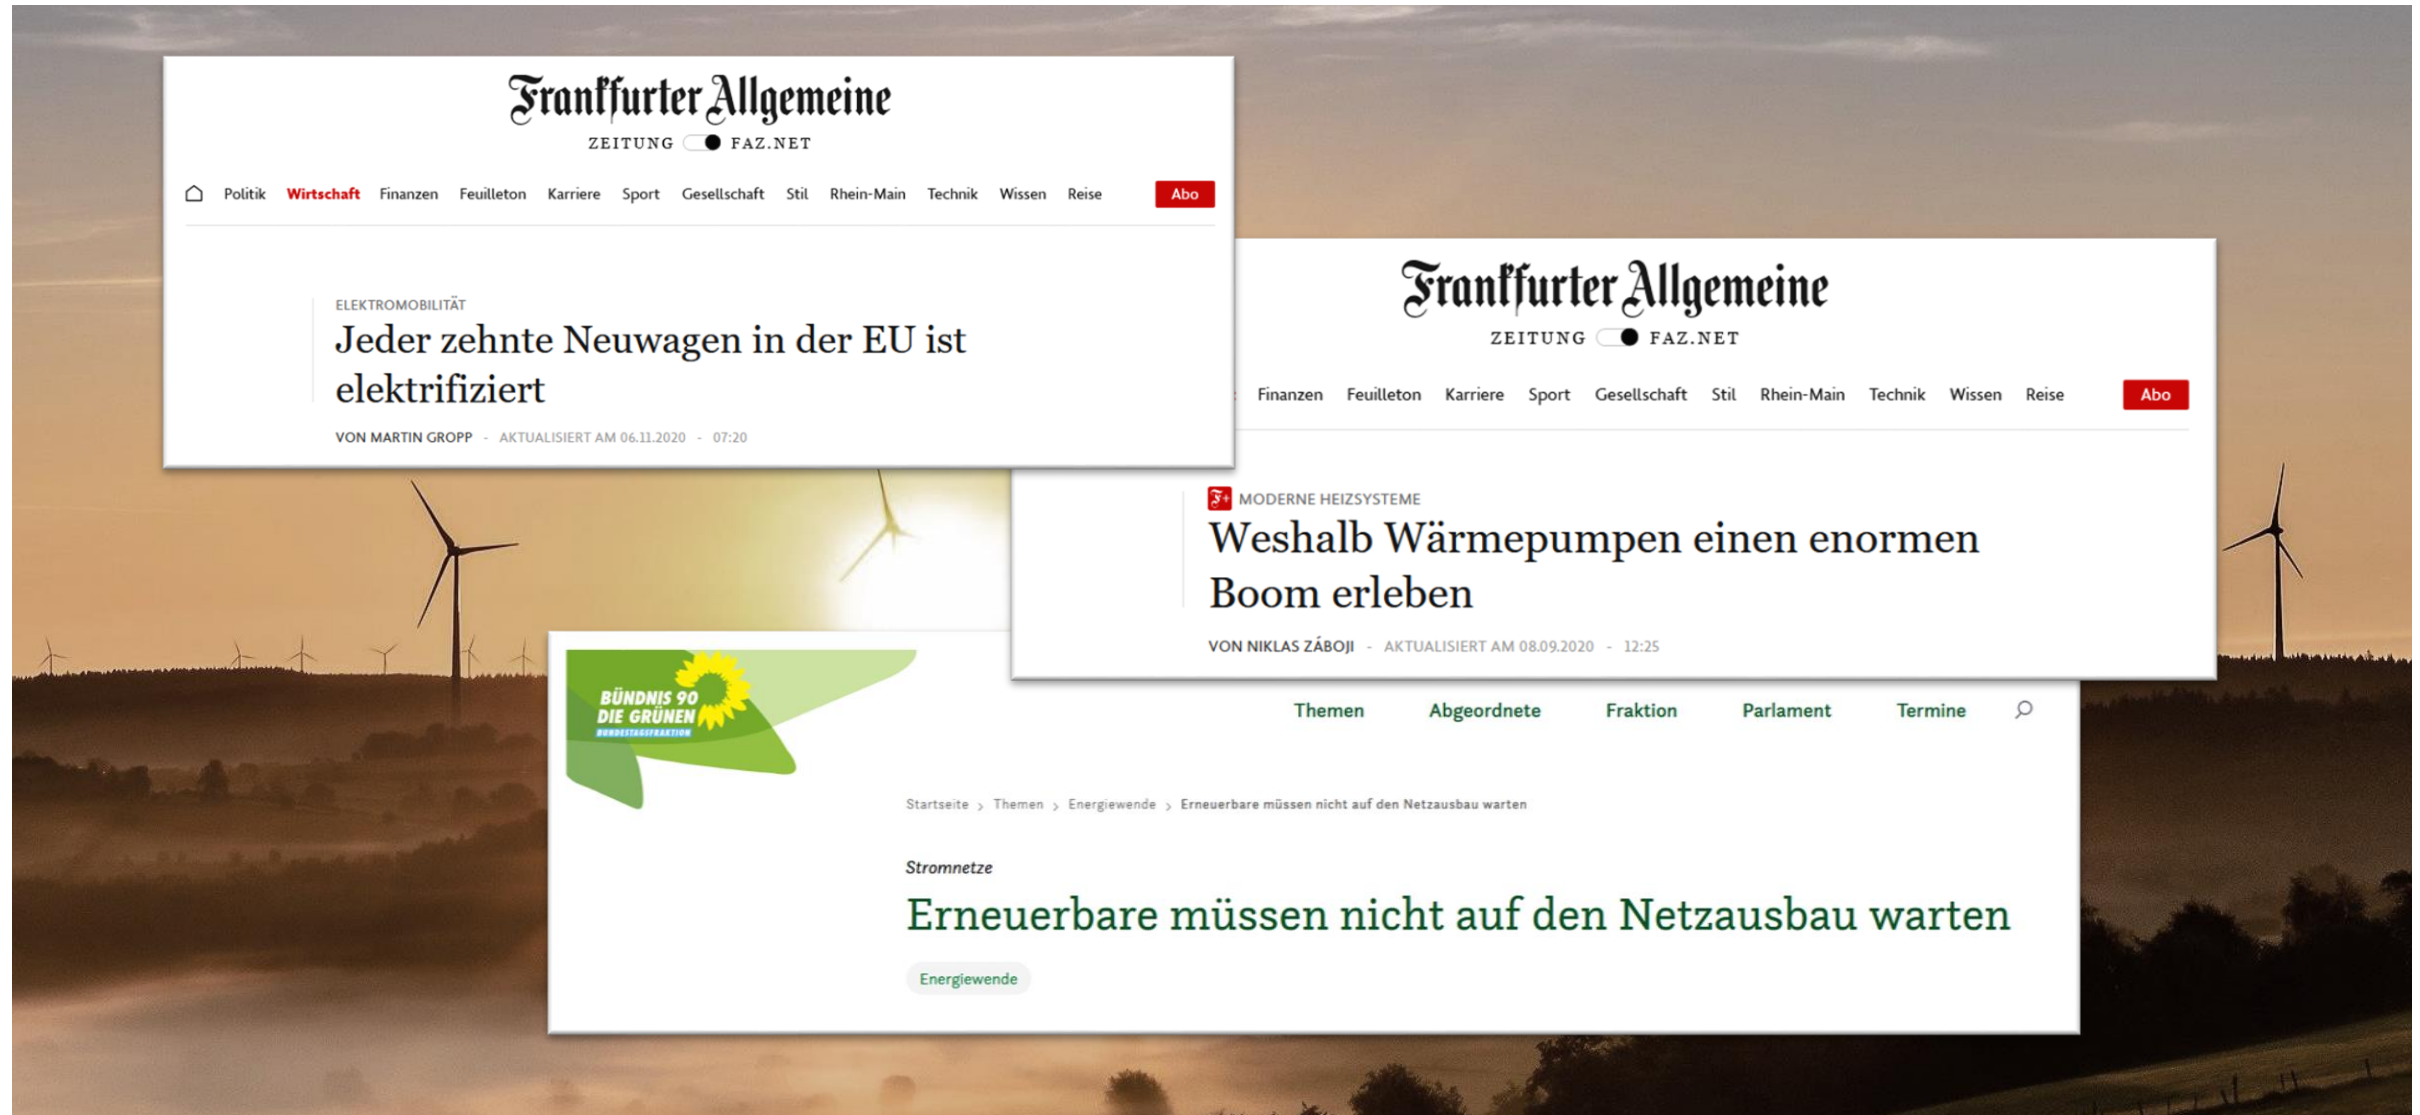 Frankfurter Allgemeine
ZEITUNG FAZ.NET
Politik Wirtschaft Finanzen Feuilleton Karriere Sport Gesellschaft Stil Rhein-Main Technik Wissen Reise Abo
ELEKTROMOBILITÄT
Jeder zehnte Neuwagen in der EU ist
elektrifiziert
VON MARTIN GROPP - AKTUALISIERT AM 06.11.2020 - 07:20
Frankfurter Allgemeine
ZEITUNG FAZ.NET
Finanzen Feuilleton Karriere Sport Gesellschaft Stil Rhein-Main Technik Wissen Reise Abo
F+ MODERNE HEIZSYSTEME
Weshalb Wärmepumpen einen enormen
Boom erleben
VON NIKLAS ZÁBOJI - AKTUALISIERT AM 08.09.2020 - 12:25
BÜNDNIS 90
DIE GRÜNEN
BUNDESTAGSFRAKTION
Themen Abgeordnete Fraktion Parlament Termine
Startseite > Themen > Energiewende > Erneuerbare müssen nicht auf den Netzausbau warten
Stromnetze
Erneuerbare müssen nicht auf den Netzausbau warten
Energiewende